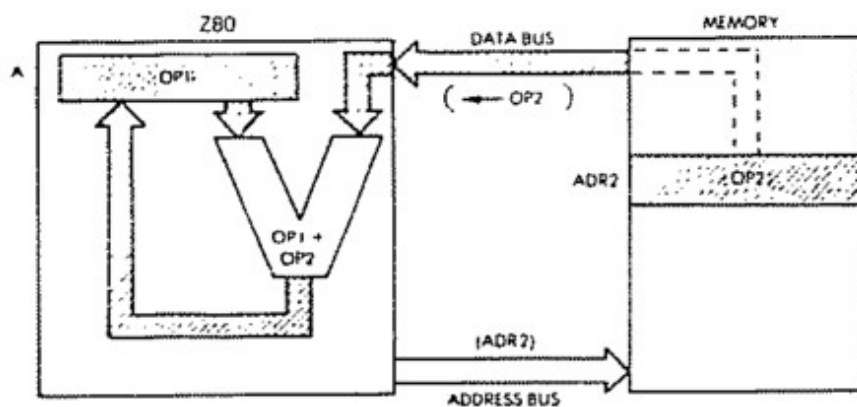 Z80
MEMORY
DATA BUS
A
OP1
( ← OP2 )
ADR2
OP2
OP1 +
OP2
(ADR2)
ADDRESS BUS